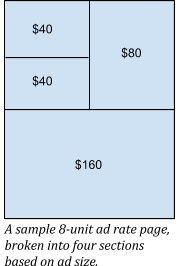 $40
$80
$40
$160
A sample 8-unit ad rate page,
broken into four sections
based on ad size.